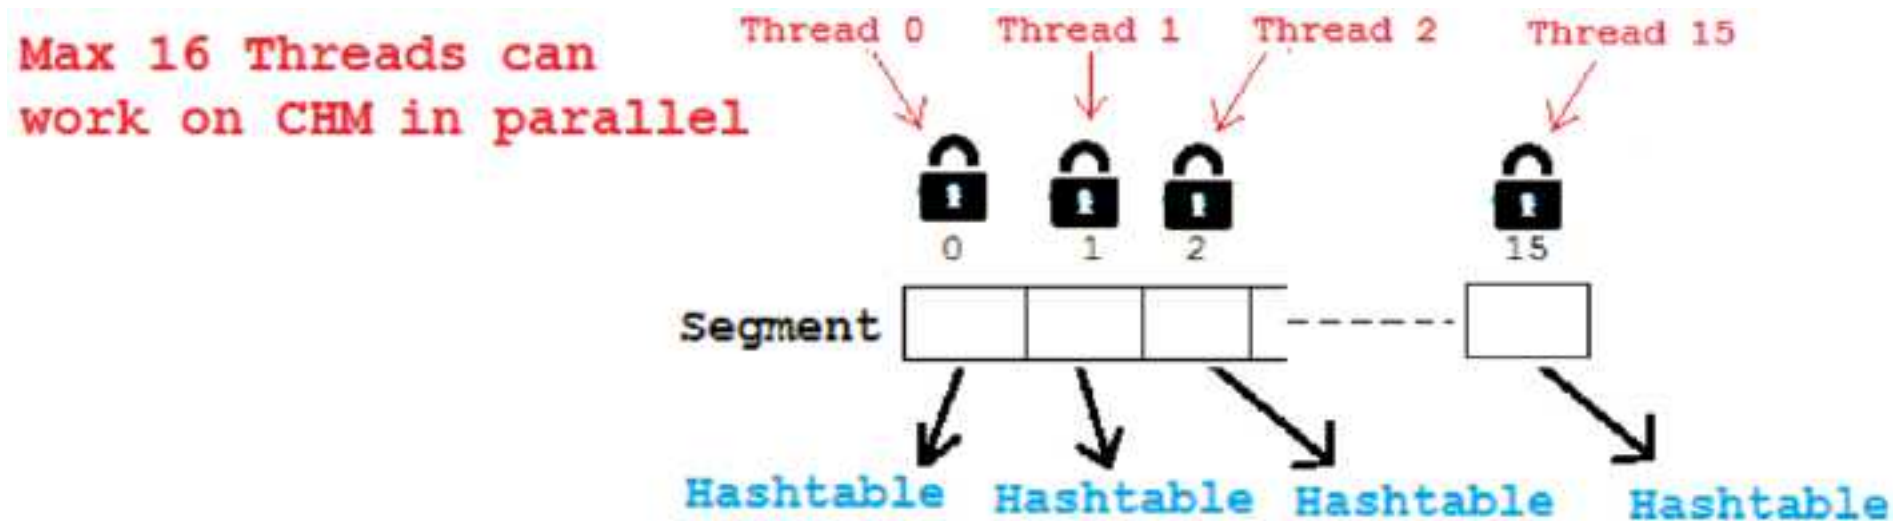 Max 16 Threads can
work on CHM in parallel
Thread 0 Thread 1 Thread 2 Thread 15
0 1 2 15
Segment
Hashtable Hashtable Hashtable Hashtable